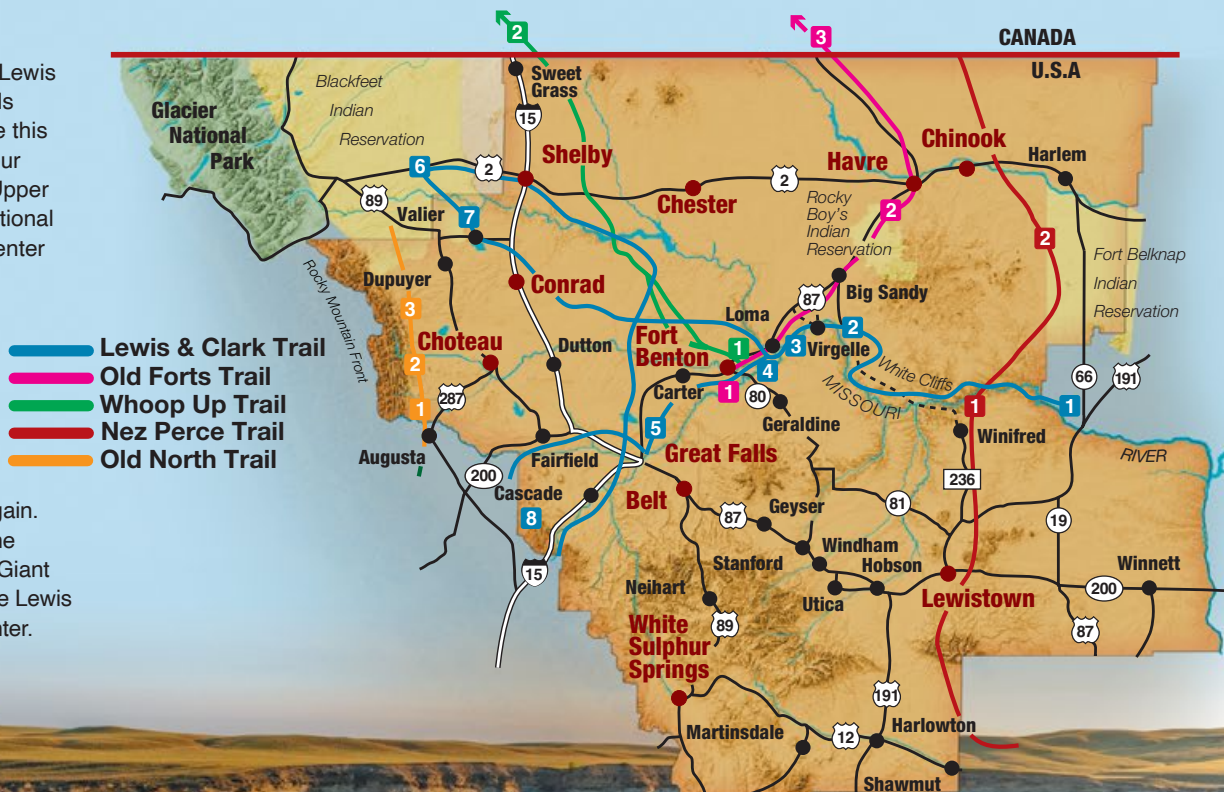 Lewis
ls
e this
ur
Upper
tional
enter
Lewis & Clark Trail
Old Forts Trail
Whoop Up Trail
Nez Perce Trail
Old North Trail
gain.
ne
Giant
e Lewis
nter.
2
3
CANADA
U.S.A
Sweet
Grass
15
Glacier
National
Park
Blackfeet
Indian
Reservation
6
2
Shelby
89
Valier
7
Chester
2
Havre
Chinook
Harlem
Rocky
Boy's
Indian
Reservation
2
2
Fort Belknap
Indian
Reservation
Rocky Mountain Front
Dupuyer
3
Conrad
Big Sandy
87
Loma
2
3
Virgelle
Choteau
2
Dutton
Fort
Benton
1
4
White Cliffs
MISSOURI
66
191
287
1
Carter
1
80
Geraldine
1
1
Winifred
RIVER
Augusta
200
Fairfield
5
Great Falls
Cascade
8
Belt
87
Geyser
81
236
19
15
Stanford
Windham
Hobson
Neihart
Utica
Lewistown
200
Winnett
89
87
White
Sulphur
Springs
191
Martinsdale
12
Harlowton
Shawmut